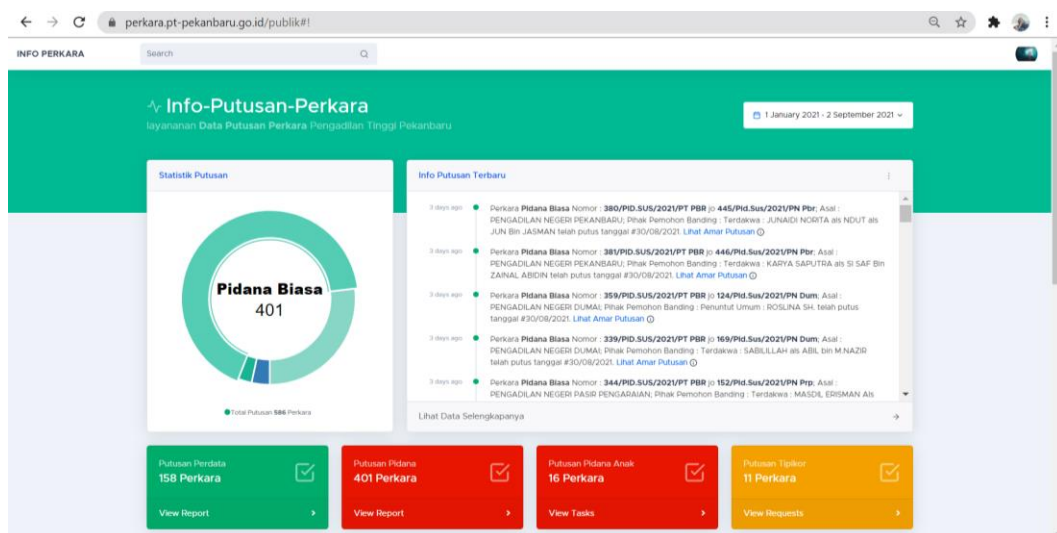 perkara.pt-pekanbaru.go.id/publik#!
INFO PERKARA
Search
Info-Putusan-Perkara
layananan Data Putusan Perkara Pengadilan Tinggi Pekanbaru
1 January 2021 - 2 September 2021
Statistik Putusan
Pidana Biasa
401
Total Putusan 586 Perkara
Info Putusan Terbaru
3 days ago
Perkara Pidana Biasa Nomor : 380/PID.SUS/2021/PT PBR jo 445/Pid.Sus/2021/PN Pbr; Asal :
PENGADILAN NEGERI PEKANBARU; Pihak Pemohon Banding : Terdakwa : JUNAIDI NORITA als NDUT als
JUN Bin JASMAN telah putus tanggal #30/08/2021. Lihat Amar Putusan
3 days ago
Perkara Pidana Biasa Nomor : 381/PID.SUS/2021/PT PBR jo 446/Pid.Sus/2021/PN Pbr; Asal :
PENGADILAN NEGERI PEKANBARU; Pihak Pemohon Banding : Terdakwa : KARYA SAPUTRA als SI SAF Bin
ZAINAL ABIDIN telah putus tanggal #30/08/2021. Lihat Amar Putusan
3 days ago
Perkara Pidana Biasa Nomor : 359/PID.SUS/2021/PT PBR jo 124/Pid.Sus/2021/PN Dum; Asal :
PENGADILAN NEGERI DUMAI; Pihak Pemohon Banding : Penuntut Umum : ROSLINA SH. telah putus
tanggal #30/08/2021. Lihat Amar Putusan
3 days ago
Perkara Pidana Biasa Nomor : 339/PID.SUS/2021/PT PBR jo 169/Pid.Sus/2021/PN Dum; Asal :
PENGADILAN NEGERI DUMAI; Pihak Pemohon Banding : Terdakwa : SABILILLAH als ABIL bin M.NAZIR
telah putus tanggal #30/08/2021. Lihat Amar Putusan
3 days ago
Perkara Pidana Biasa Nomor : 344/PID.SUS/2021/PT PBR jo 152/Pid.Sus/2021/PN Prp; Asal :
PENGADILAN NEGERI PASIR PENGARAIAN; Pihak Pemohon Banding : Terdakwa : MASDIL ERISMAN Als
Lihat Data Selengkapanya
Putusan Perdata
158 Perkara
View Report
Putusan Pidana
401 Perkara
View Report
Putusan Pidana Anak
16 Perkara
View Tasks
Putusan Tipikor
11 Perkara
View Requests